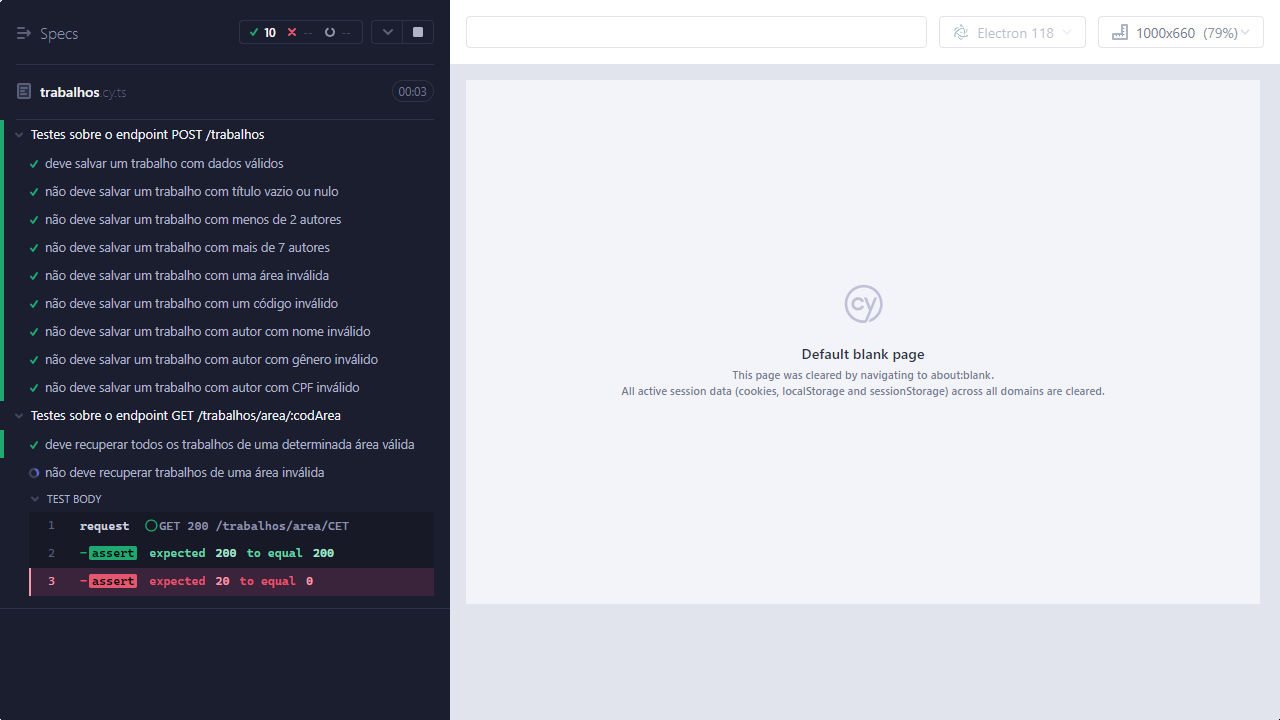 Specs
10 -- --
trabalhos cy.ts
00:03
Testes sobre o endpoint POST /trabalhos
deve salvar um trabalho com dados válidos
não deve salvar um trabalho com título vazio ou nulo
não deve salvar um trabalho com menos de 2 autores
não deve salvar um trabalho com mais de 7 autores
não deve salvar um trabalho com uma área inválida
não deve salvar um trabalho com um código inválido
não deve salvar um trabalho com autor com nome inválido
não deve salvar um trabalho com autor com gênero inválido
não deve salvar um trabalho com autor com CPF inválido
Testes sobre o endpoint GET /trabalhos/area/:codArea
deve recuperar todos os trabalhos de uma determinada área válida
não deve recuperar trabalhos de uma área inválida
TEST BODY
1 request GET 200 /trabalhos/area/CET
2 -assert expected 200 to equal 200
3 -assert expected 20 to equal 0
Electron 118
1000x660 (79%)
cy
Default blank page
This page was cleared by navigating to about:blank.
All active session data (cookies, localStorage and sessionStorage) across all domains are cleared.